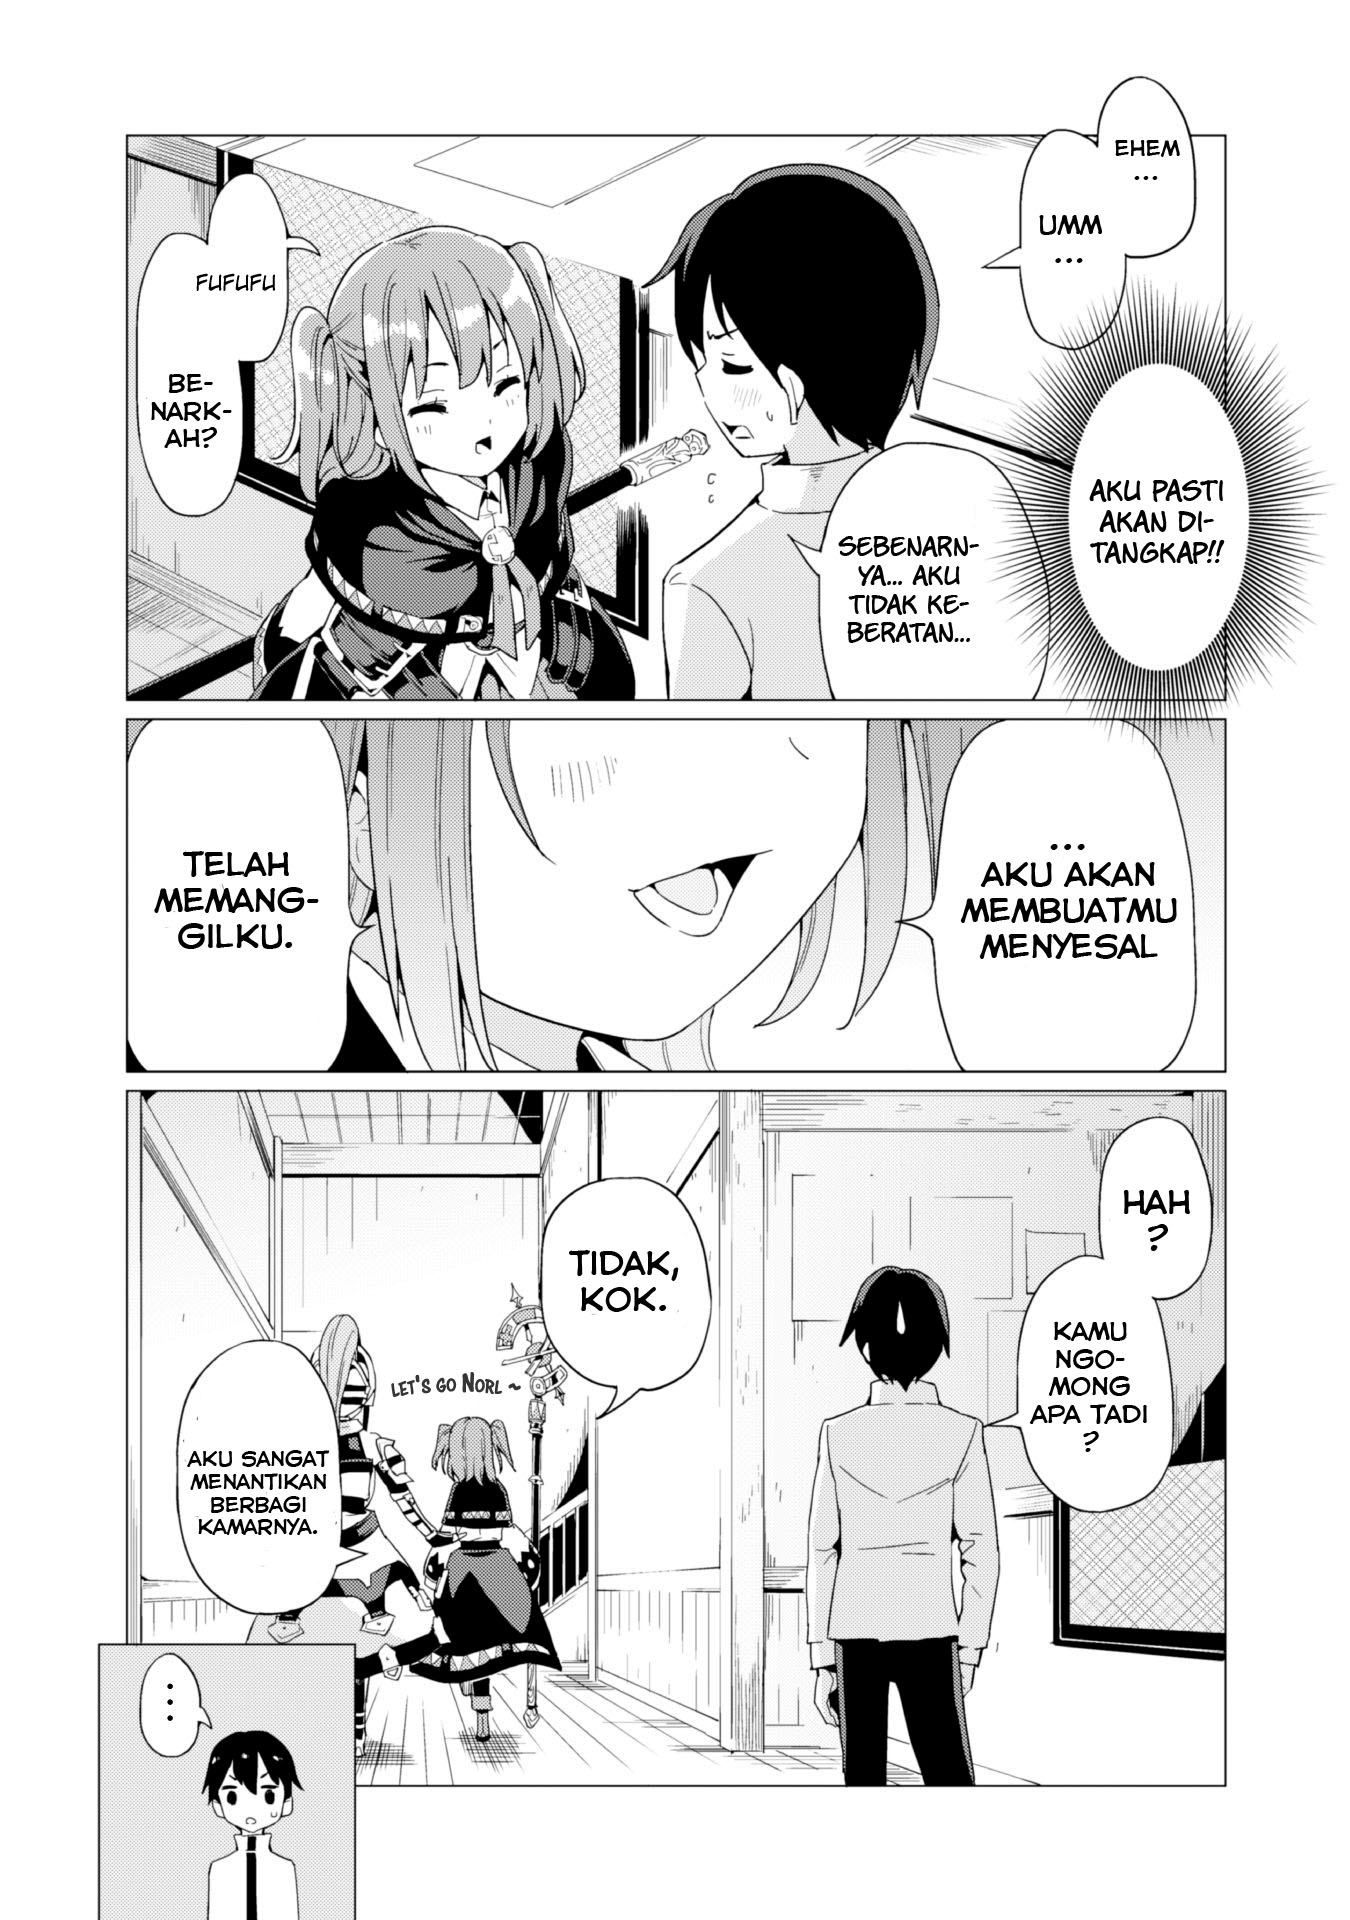 EHEM
...
UMM
...
AKU PASTI
AKAN DI-
TANGKAP!!
SEBENARN-
YA... AKU
TIDAK KE-
BERATAN...
FUFUFU
BE-
NARK-
AH?
...
AKU AKAN
MEMBUATMU
MENYESAL
TELAH
MEMANG-
GILKU.
HAH
?
KAMU
NGO-
MONG
APA TADI
?
TIDAK,
KOK.
LET'S GO NORL ~
AKU SANGAT
MENANTIKAN
BERBAGI
KAMARNYA.
...